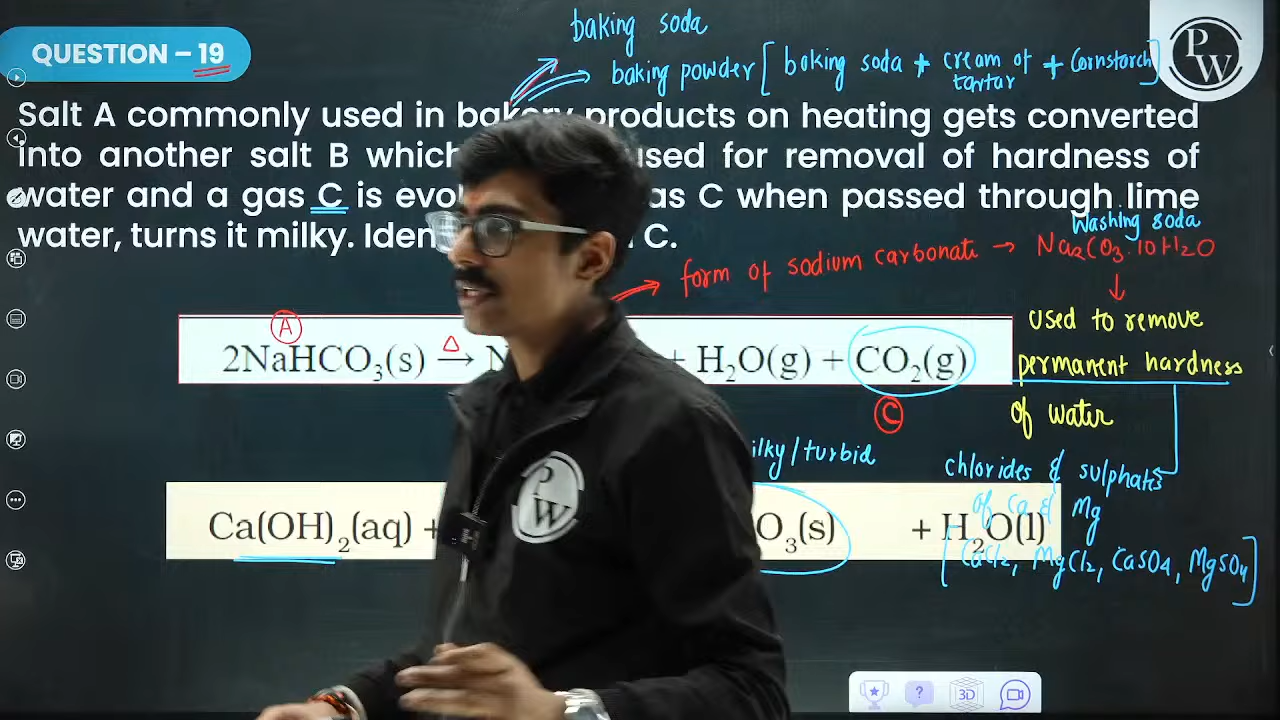 baking soda
QUESTION – 19
baking powder [ baking soda + cream of tartar + Cornstarch ]
PW
Salt A commonly used in bakery products on heating gets converted
into another salt B which used for removal of hardness of
water and a gas C is C when passed through lime
water, turns it milky. C.
Washing soda
form of sodium carbonate → Na2CO3.10H2O
↓
used to remove
permanent hardness
of water
A
2NaHCO₃(s) △ → + H₂O(g) + CO₂(g)
C
milky/turbid
chlorides & sulphates
of Ca & Mg
Ca(OH)₂(aq) + O₃(s) + H₂O(l)
[ CaCl2, MgCl2, CaSO4, MgSO4 ]
PW
3D